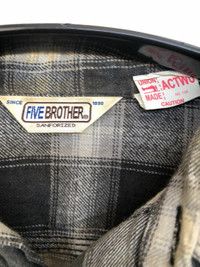 SINCE 1890
FIVE BROTHER
SANFORIZED
UNION
MADE
ACTWU
CAUTION